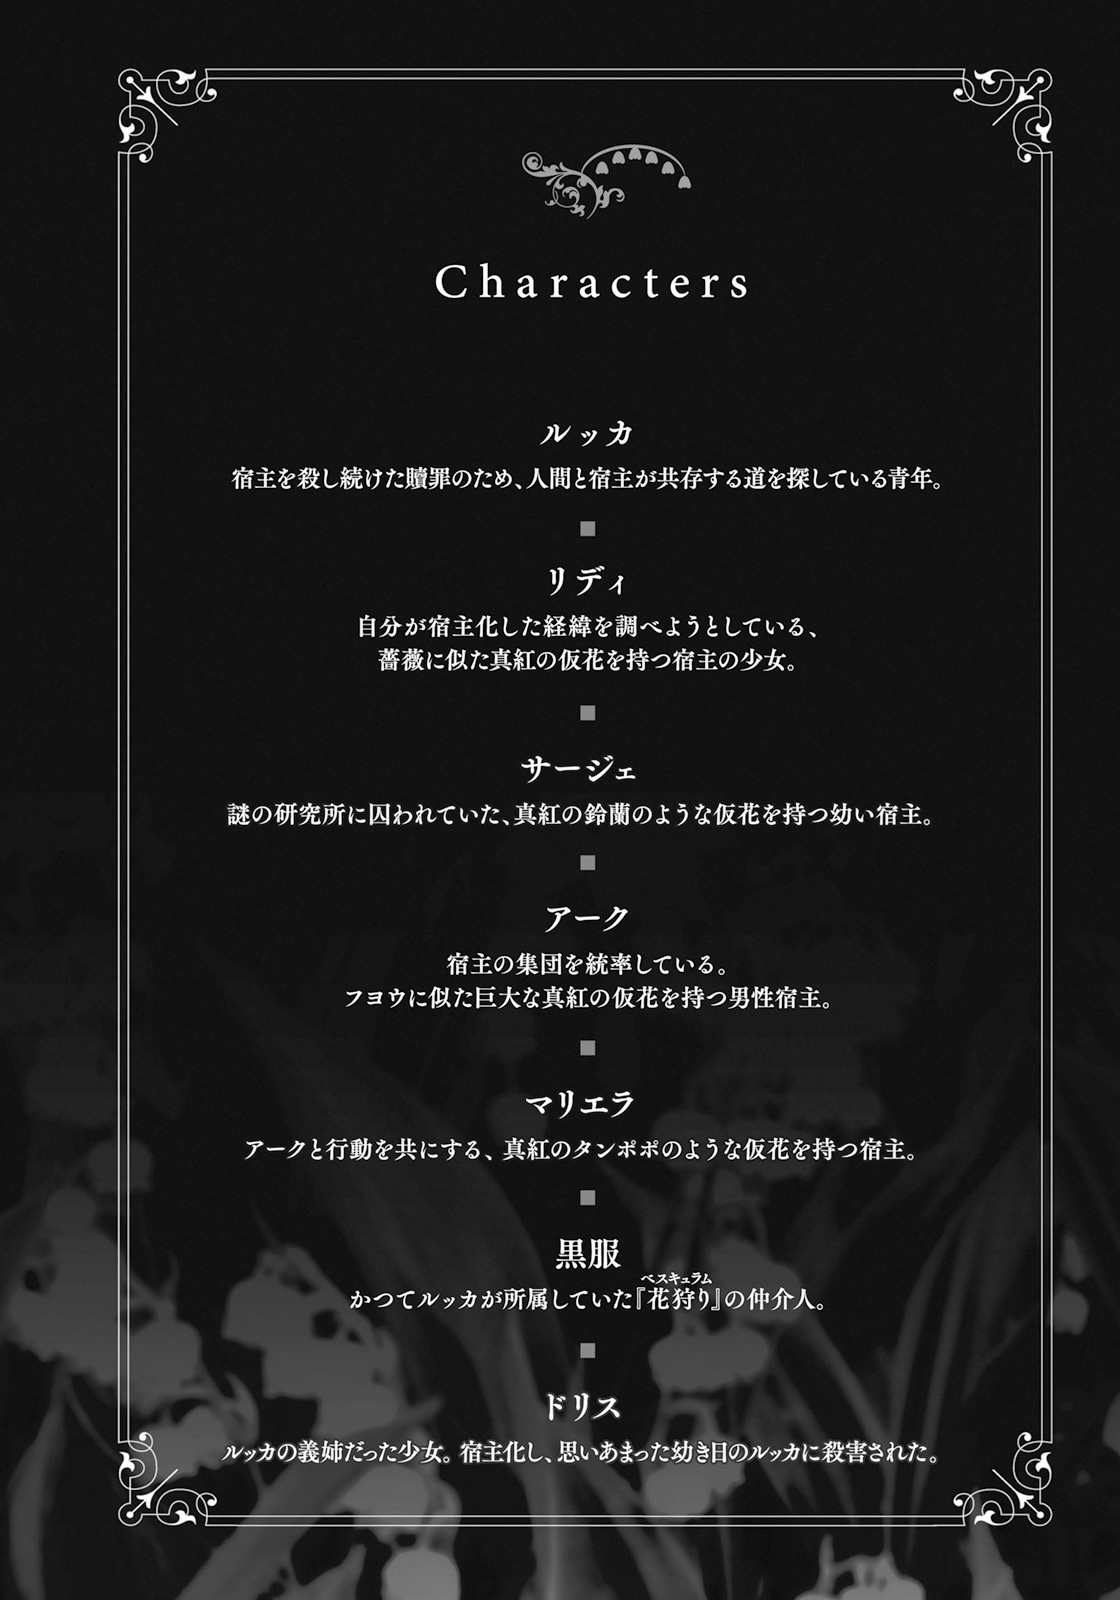 Characters
ルッカ
宿主を殺し続けた贖罪のため、人間と宿主が共存する道を探している青年。
リディ
自分が宿主化した経緯を調べようとしている、
薔薇に似た真紅の仮花を持つ宿主の少女。
サージェ
謎の研究所に囚われていた、真紅の鈴蘭のような仮花を持つ幼い宿主。
アーク
宿主の集団を統率している。
フヨウに似た巨大な真紅の仮花を持つ男性宿主。
マリエラ
アークと行動を共にする、真紅のタンポポのような仮花を持つ宿主。
黒服
ベスキュラム
かつてルッカが所属していた『花狩り』の仲介人。
ドリス
ルッカの義姉だった少女。宿主化し、思いあまった幼き日のルッカに殺害された。